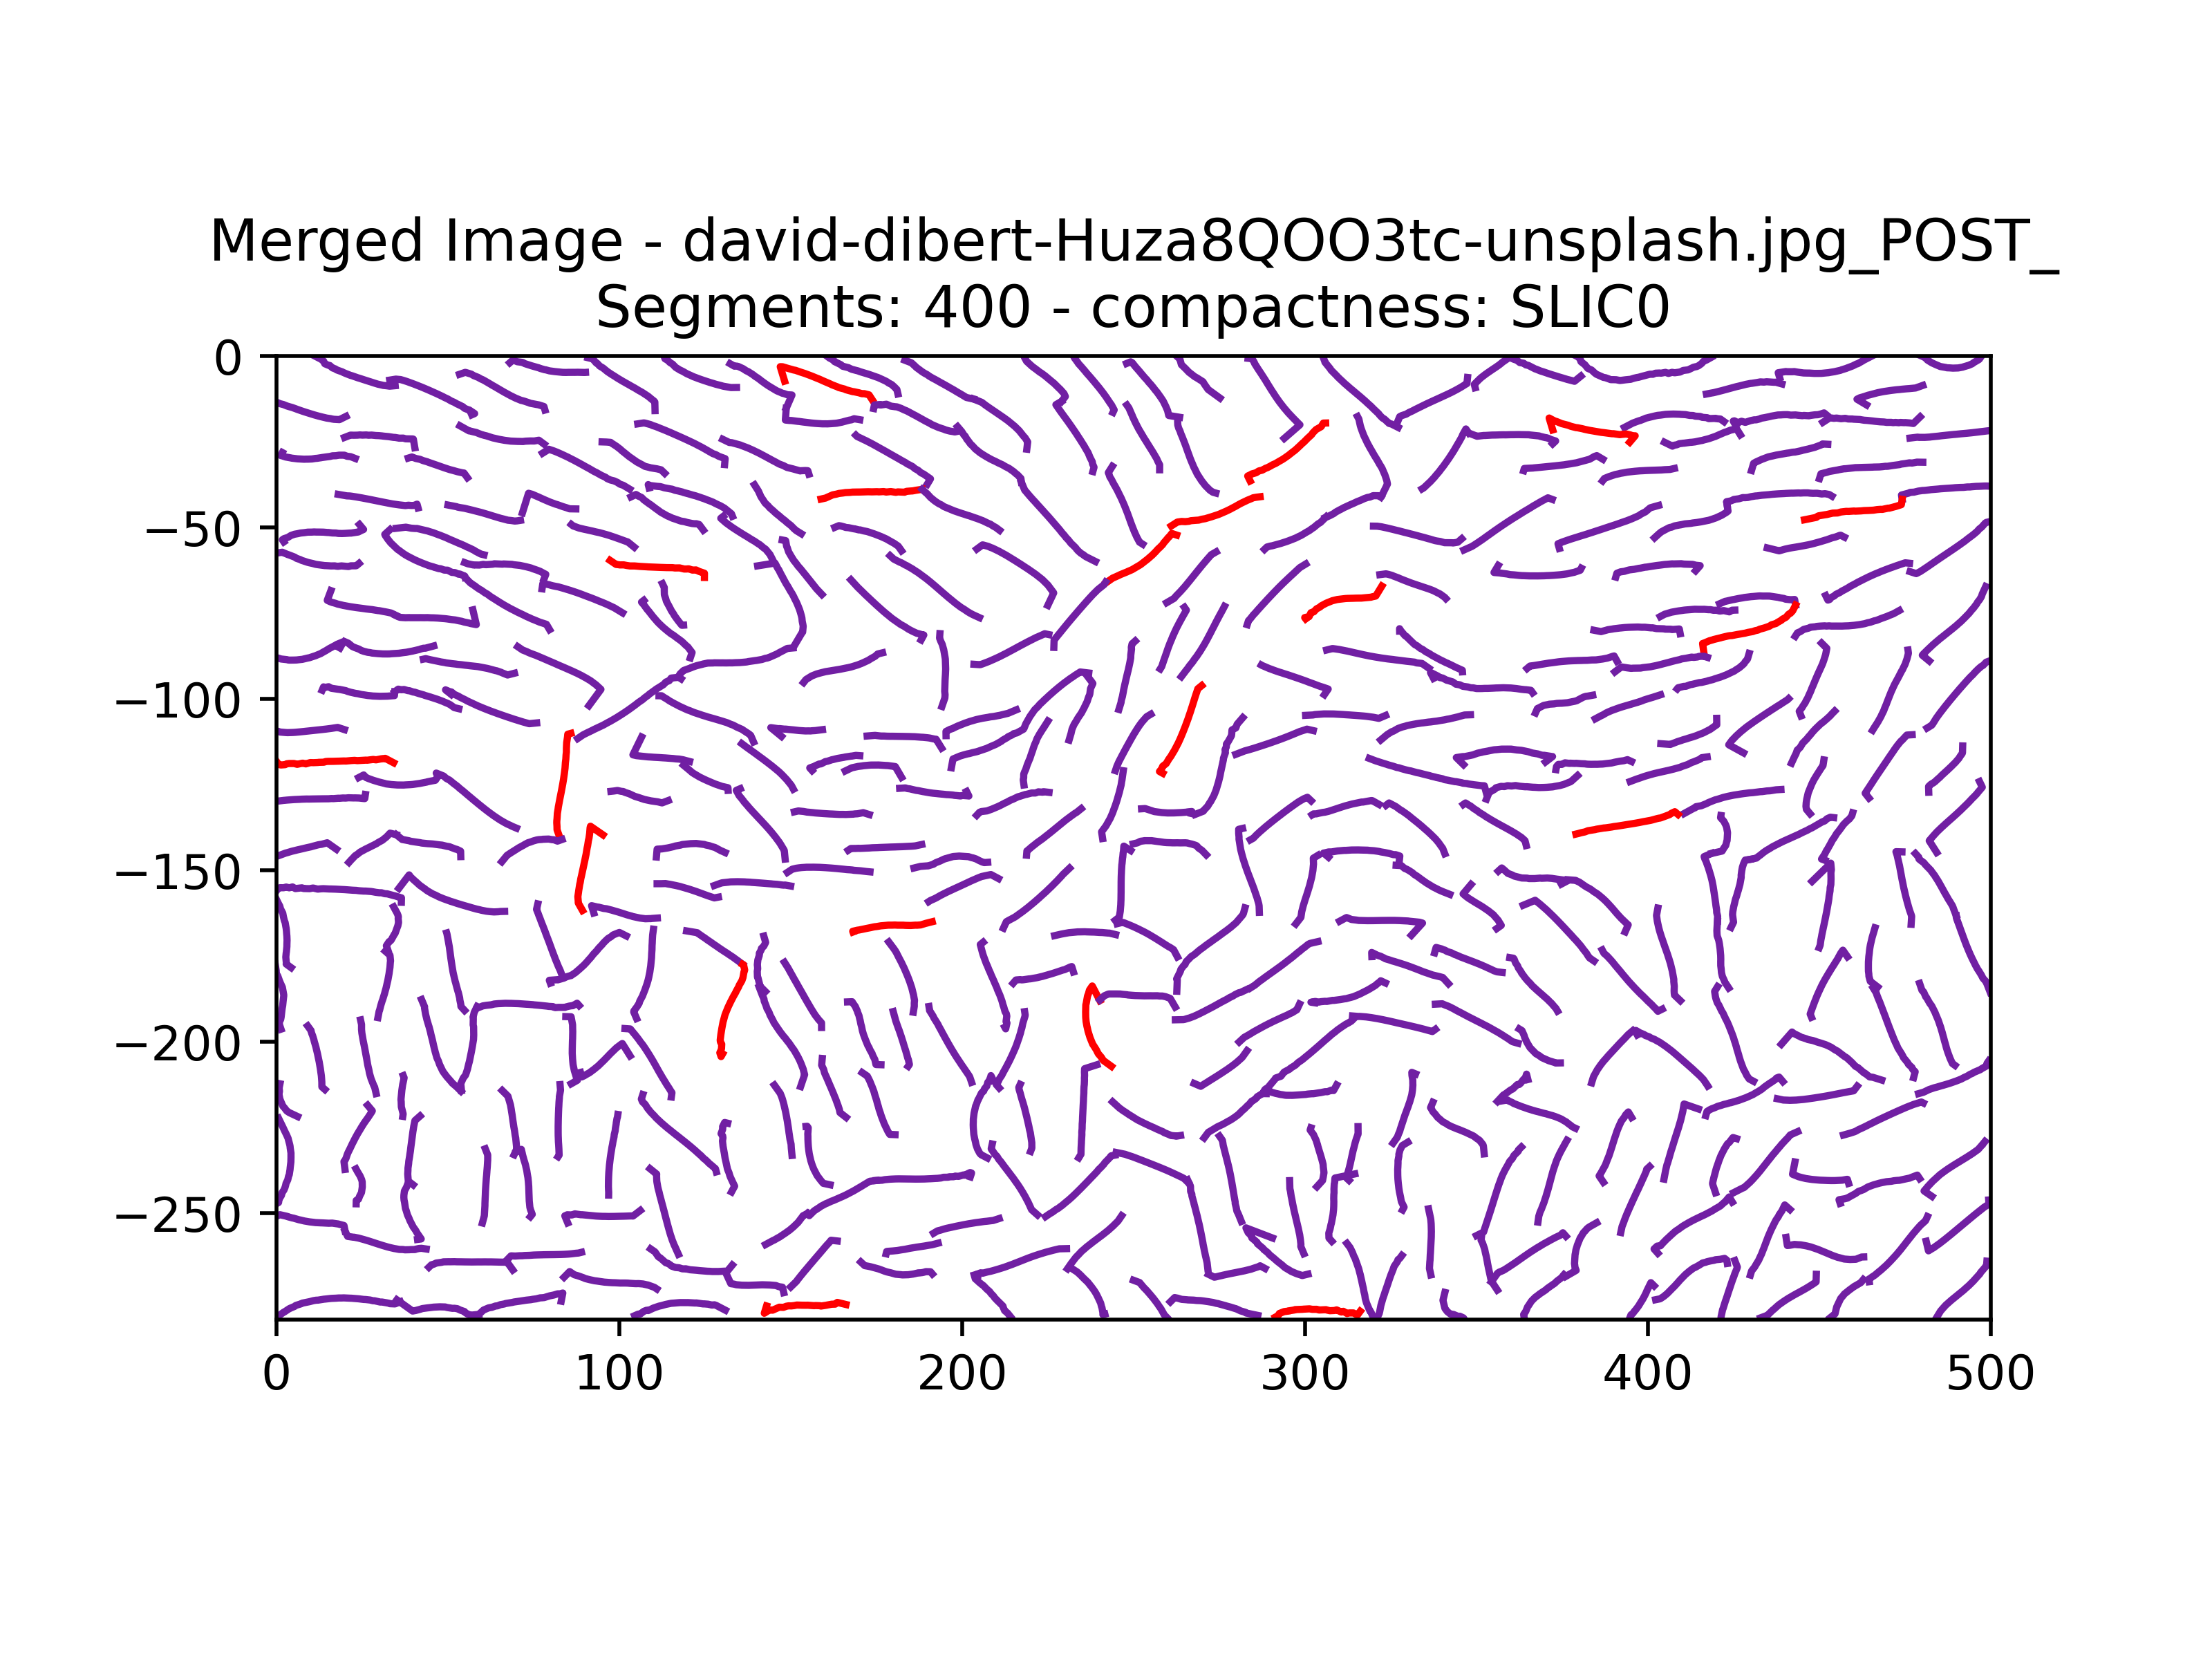 Merged Image - david-dibert-Huza8QOO3tc-unsplash.jpg_POST_
Segments: 400 - compactness: SLIC0
0
−50
−100
−150
−200
−250
0 100 200 300 400 500